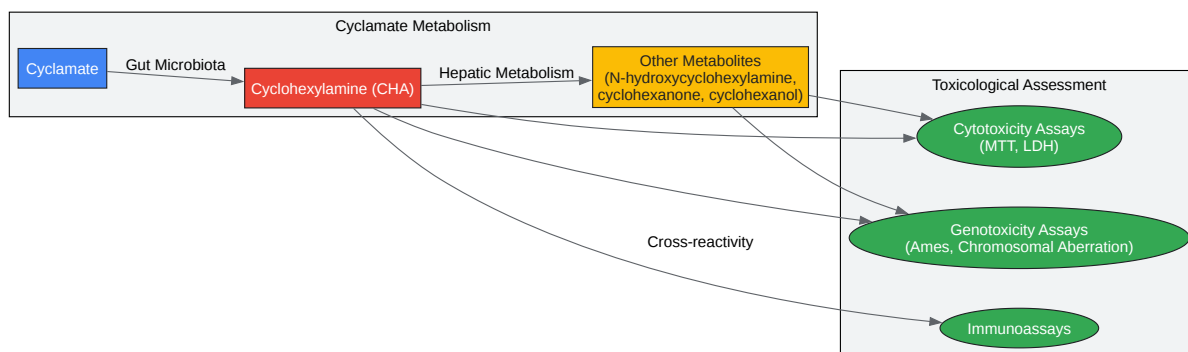 Cyclamate Metabolism
Cyclamate
Gut Microbiota
Cyclohexylamine (CHA)
Hepatic Metabolism
Other Metabolites
(N-hydroxycyclohexylamine,
cyclohexanone, cyclohexanol)
Toxicological Assessment
Cytotoxicity Assays
(MTT, LDH)
Genotoxicity Assays
(Ames, Chromosomal Aberration)
Cross-reactivity
Immunoassays